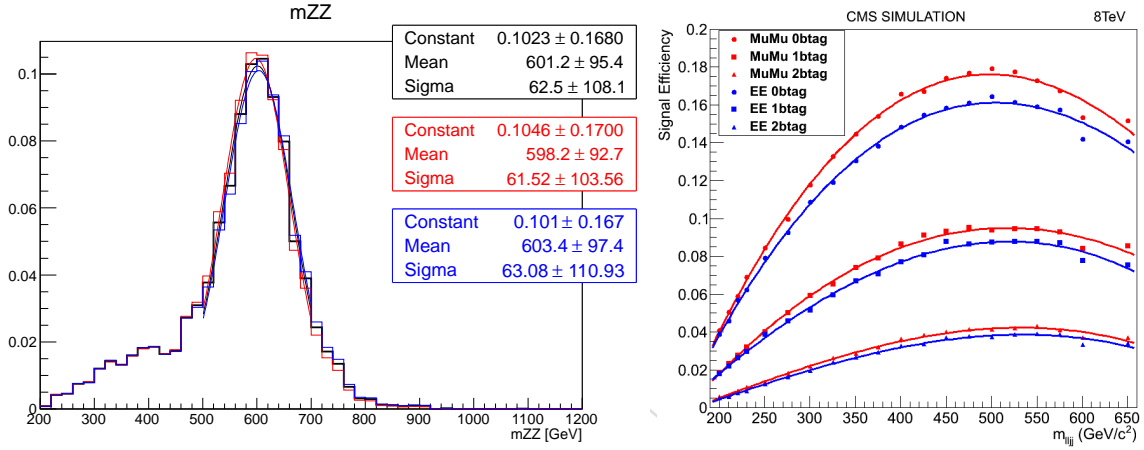 mZZ
Constant 0.1023 ± 0.1680
Mean 601.2 ± 95.4
Sigma 62.5 ± 108.1
Constant 0.1046 ± 0.1700
Mean 598.2 ± 92.7
Sigma 61.52 ± 103.56
Constant 0.101 ± 0.167
Mean 603.4 ± 97.4
Sigma 63.08 ± 110.93
0.1
0.08
0.06
0.04
0.02
0
200 300 400 500 600 700 800 900 1000 1100 1200
mZZ [GeV]
CMS SIMULATION 8TeV
Signal Efficiency
MuMu 0btag
MuMu 1btag
MuMu 2btag
EE 0btag
EE 1btag
EE 2btag
0.2
0.18
0.16
0.14
0.12
0.1
0.08
0.06
0.04
0.02
0
200 250 300 350 400 450 500 550 600 650
m_lljj (GeV/c²)